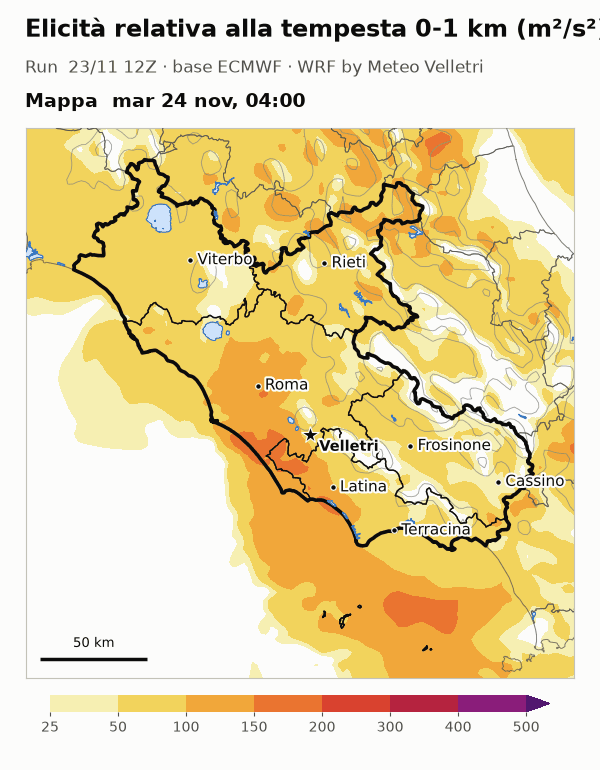 Elicità relativa alla tempesta 0-1 km (m²/s²)
Run 23/11 12Z · base ECMWF · WRF by Meteo Velletri
Mappa mar 24 nov, 04:00
Viterbo
Rieti
Roma
Velletri
Frosinone
Latina
Cassino
Terracina
50 km
25 50 100 150 200 300 400 500